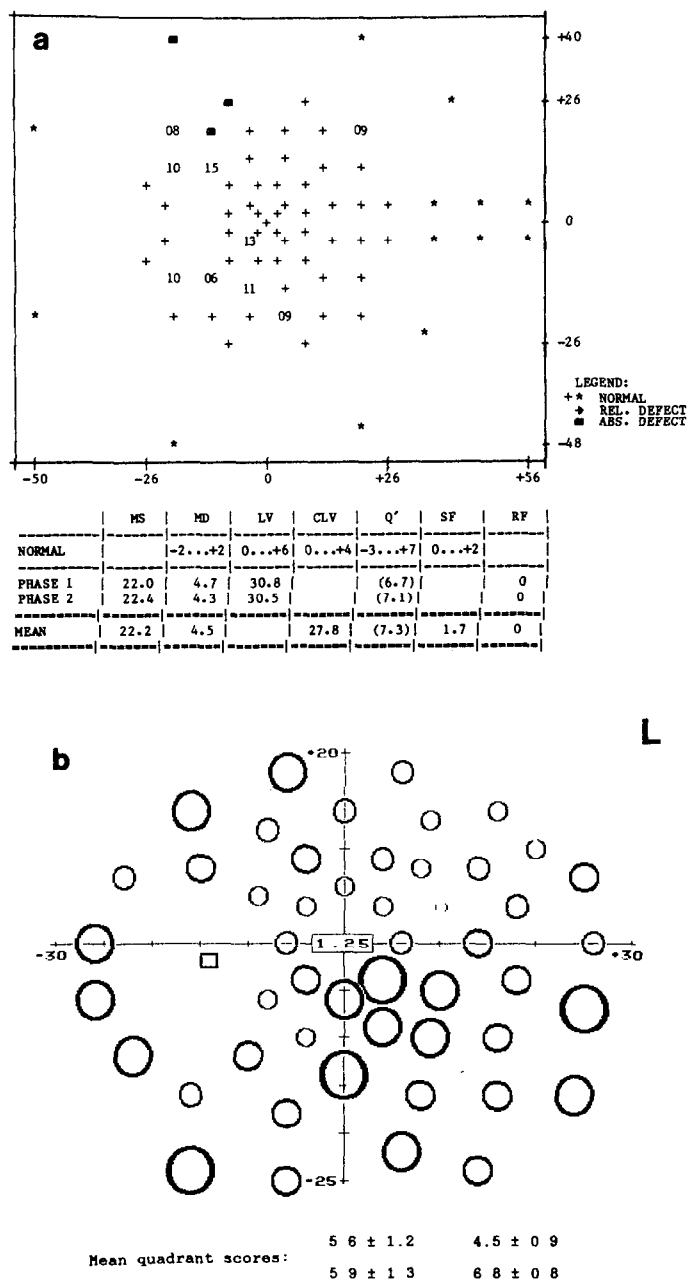 a
+40
+26
08 09
10 15
0
13
10 06
11
09
-26
LEGEND:
+ * NORMAL
REL. DEFECT
■ ABS. DEFECT
-48
-50 -26 0 +26 +56
| MS | MD | LV | CLV | Q´ | SF | RF |
NORMAL | | -2...+2 | 0...+6 | 0...+4 | -3...+7 | 0...+2 | |
PHASE 1 | 22.0 | 4.7 | 30.8 | | (6.7) | | 0
PHASE 2 | 22.4 | 4.3 | 30.5 | | (7.1) | | 0
MEAN | 22.2 | 4.5 | | 27.8 | (7.3) | 1.7 | 0
L
b
+20
-30 1.25 +30
-25
5 6 ± 1.2 4.5 ± 0 9
Mean quadrant scores:
5 9 ± 1 3 6 8 ± 0 8